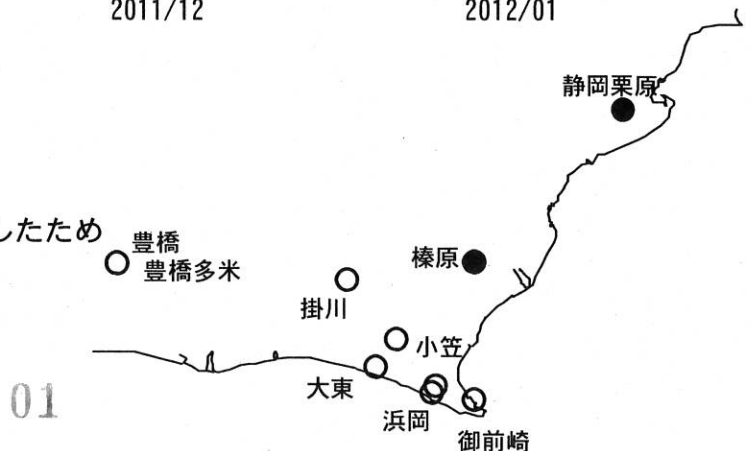 2011/12
2012/01
静岡栗原
したため
豊橋
豊橋多米
榛原
掛川
小笠
大東
浜岡
御前崎
01